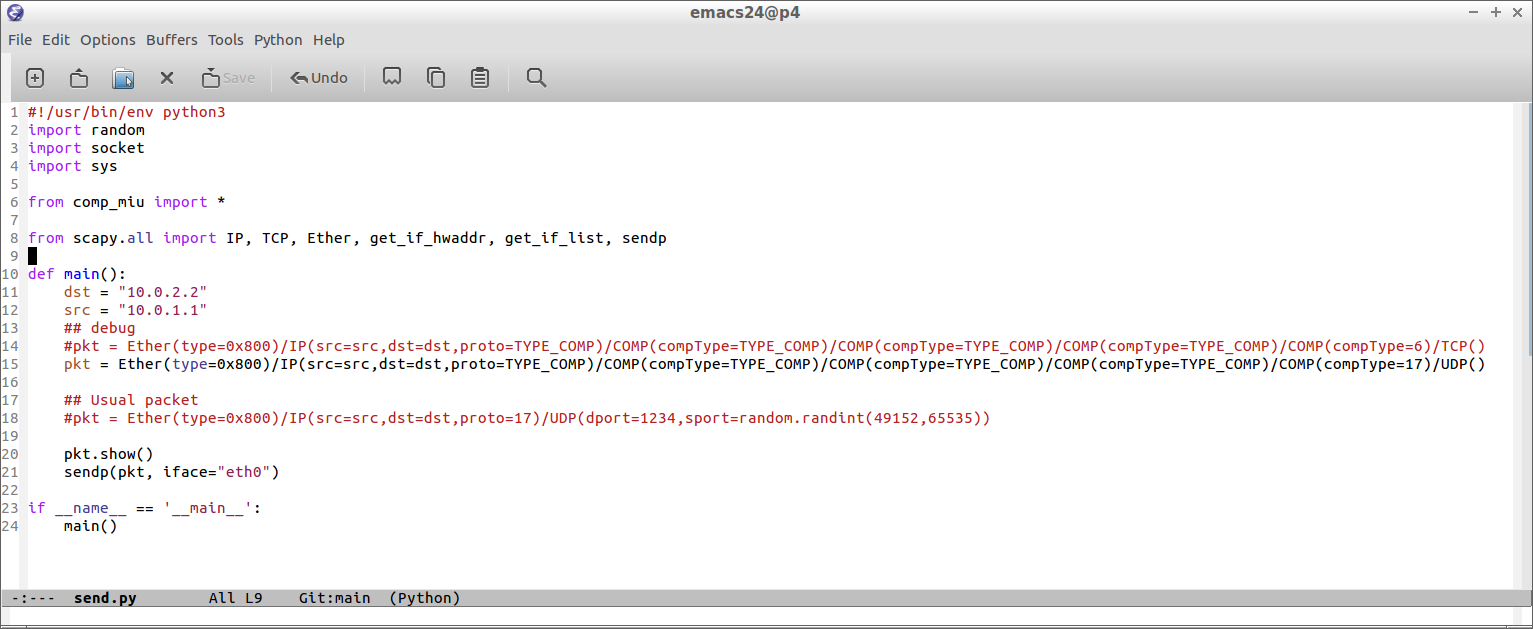 emacs24@p4
File Edit Options Buffers Tools Python Help
Save Undo
1 #!/usr/bin/env python3
2 import random
3 import socket
4 import sys
5
6 from comp_miu import *
7
8 from scapy.all import IP, TCP, Ether, get_if_hwaddr, get_if_list, sendp
9
10 def main():
11     dst = "10.0.2.2"
12     src = "10.0.1.1"
13     ## debug
14     #pkt = Ether(type=0x800)/IP(src=src,dst=dst,proto=TYPE_COMP)/COMP(compType=TYPE_COMP)/COMP(compType=TYPE_COMP)/COMP(compType=TYPE_COMP)/COMP(compType=6)/TCP()
15     pkt = Ether(type=0x800)/IP(src=src,dst=dst,proto=TYPE_COMP)/COMP(compType=TYPE_COMP)/COMP(compType=TYPE_COMP)/COMP(compType=TYPE_COMP)/COMP(compType=17)/UDP()
16
17     ## Usual packet
18     #pkt = Ether(type=0x800)/IP(src=src,dst=dst,proto=17)/UDP(dport=1234,sport=random.randint(49152,65535))
19
20     pkt.show()
21     sendp(pkt, iface="eth0")
22
23 if __name__ == '__main__':
24     main()
-:--- send.py All L9 Git:main (Python)